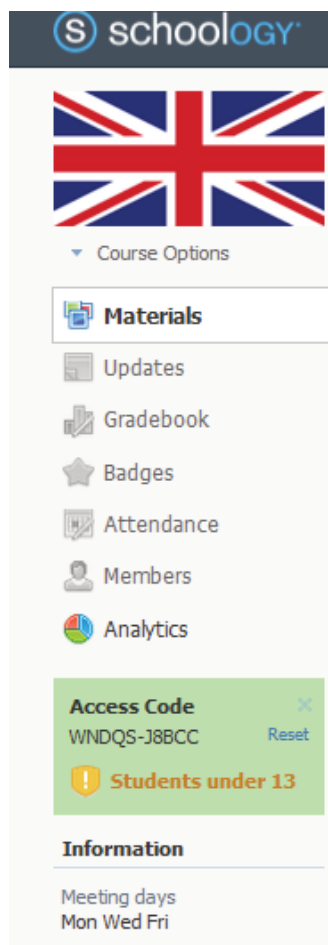 schoology
Course Options
Materials
Updates
Gradebook
Badges
Attendance
Members
Analytics
Access Code
WNDQS-J8BCC Reset
Students under 13
Information
Meeting days
Mon Wed Fri